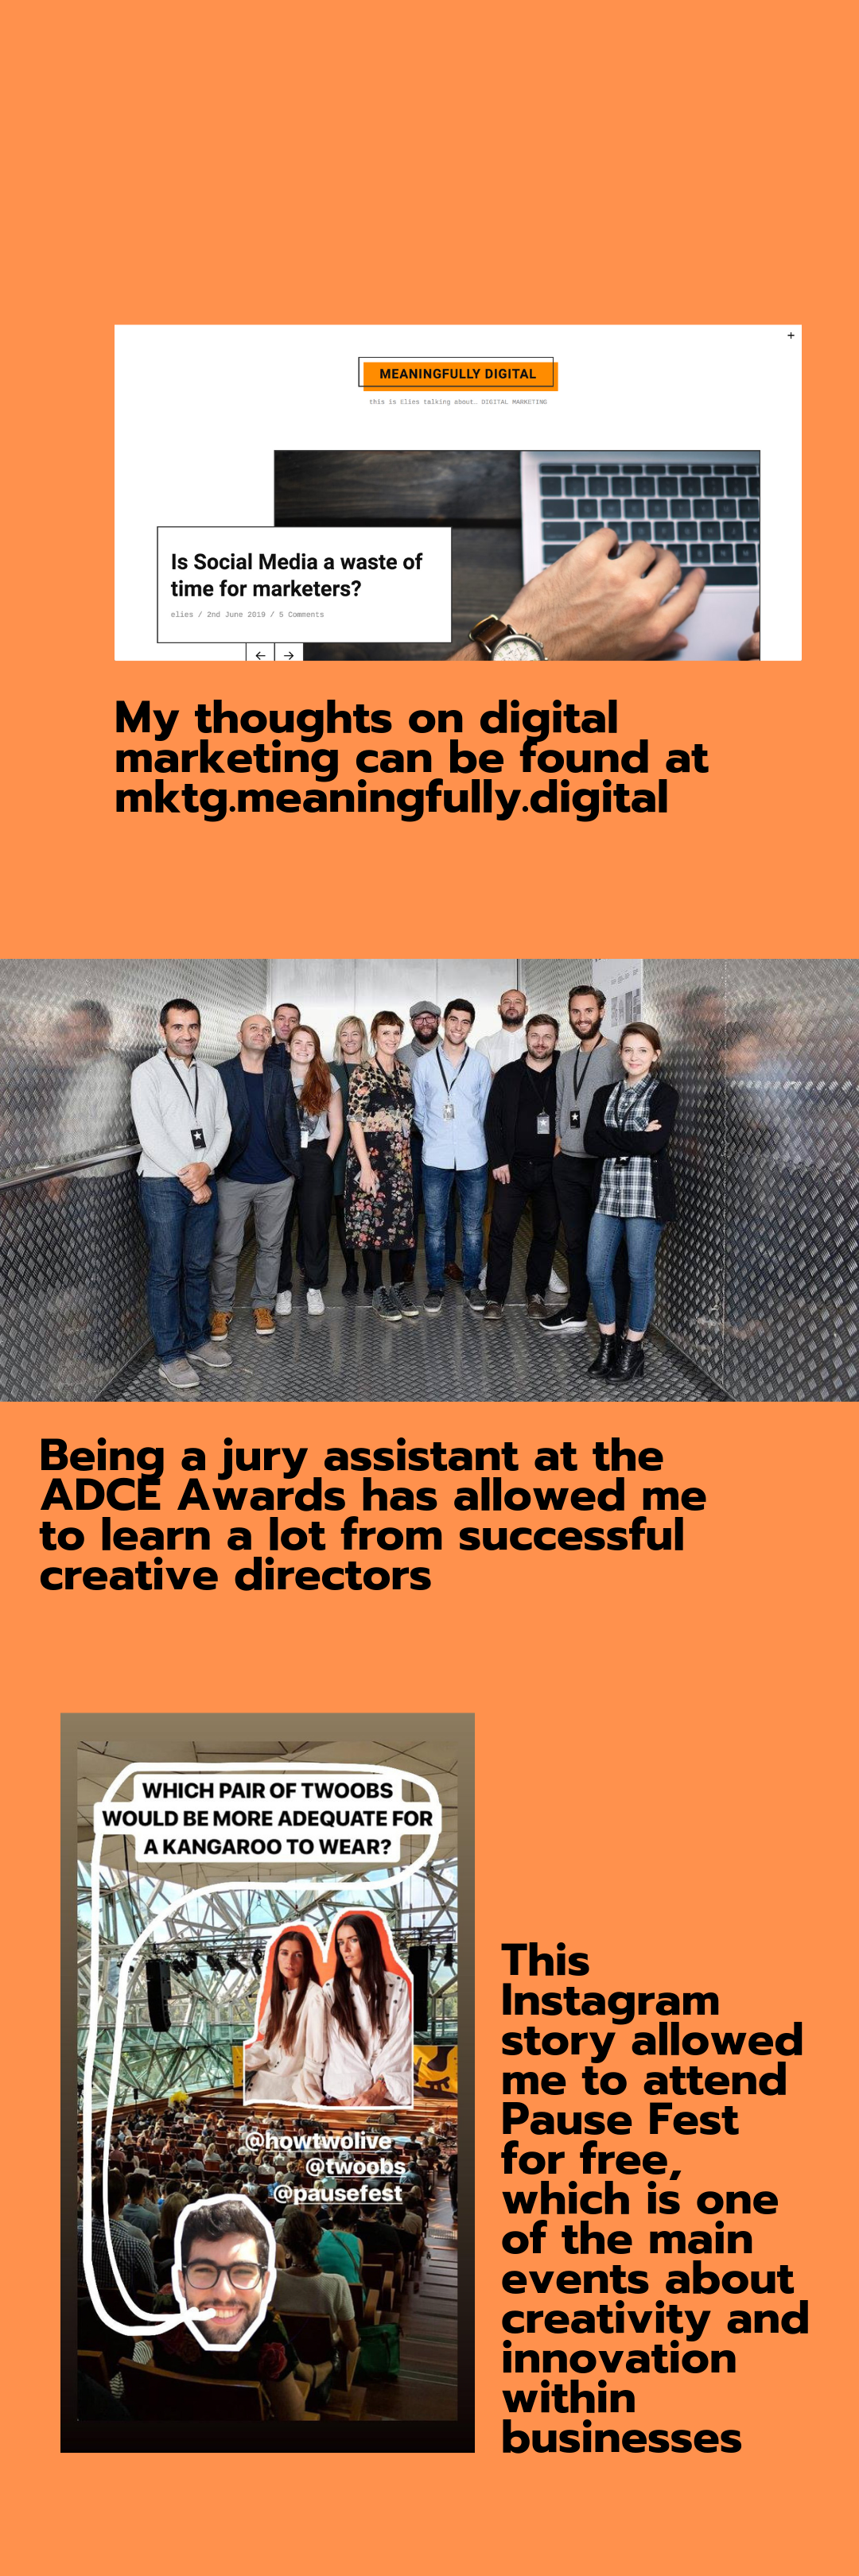 +
MEANINGFULLY DIGITAL
this is Elies talking about… DIGITAL MARKETING
Is Social Media a waste of
time for marketers?
elies / 2nd June 2019 / 5 Comments
← →
My thoughts on digital
marketing can be found at
mktg.meaningfully.digital
Being a jury assistant at the
ADCE Awards has allowed me
to learn a lot from successful
creative directors
WHICH PAIR OF TWOOBS
WOULD BE MORE ADEQUATE FOR
A KANGAROO TO WEAR?
@howtwolive
@twoobs
@pausefest
This
Instagram
story allowed
me to attend
Pause Fest
for free,
which is one
of the main
events about
creativity and
innovation
within
businesses